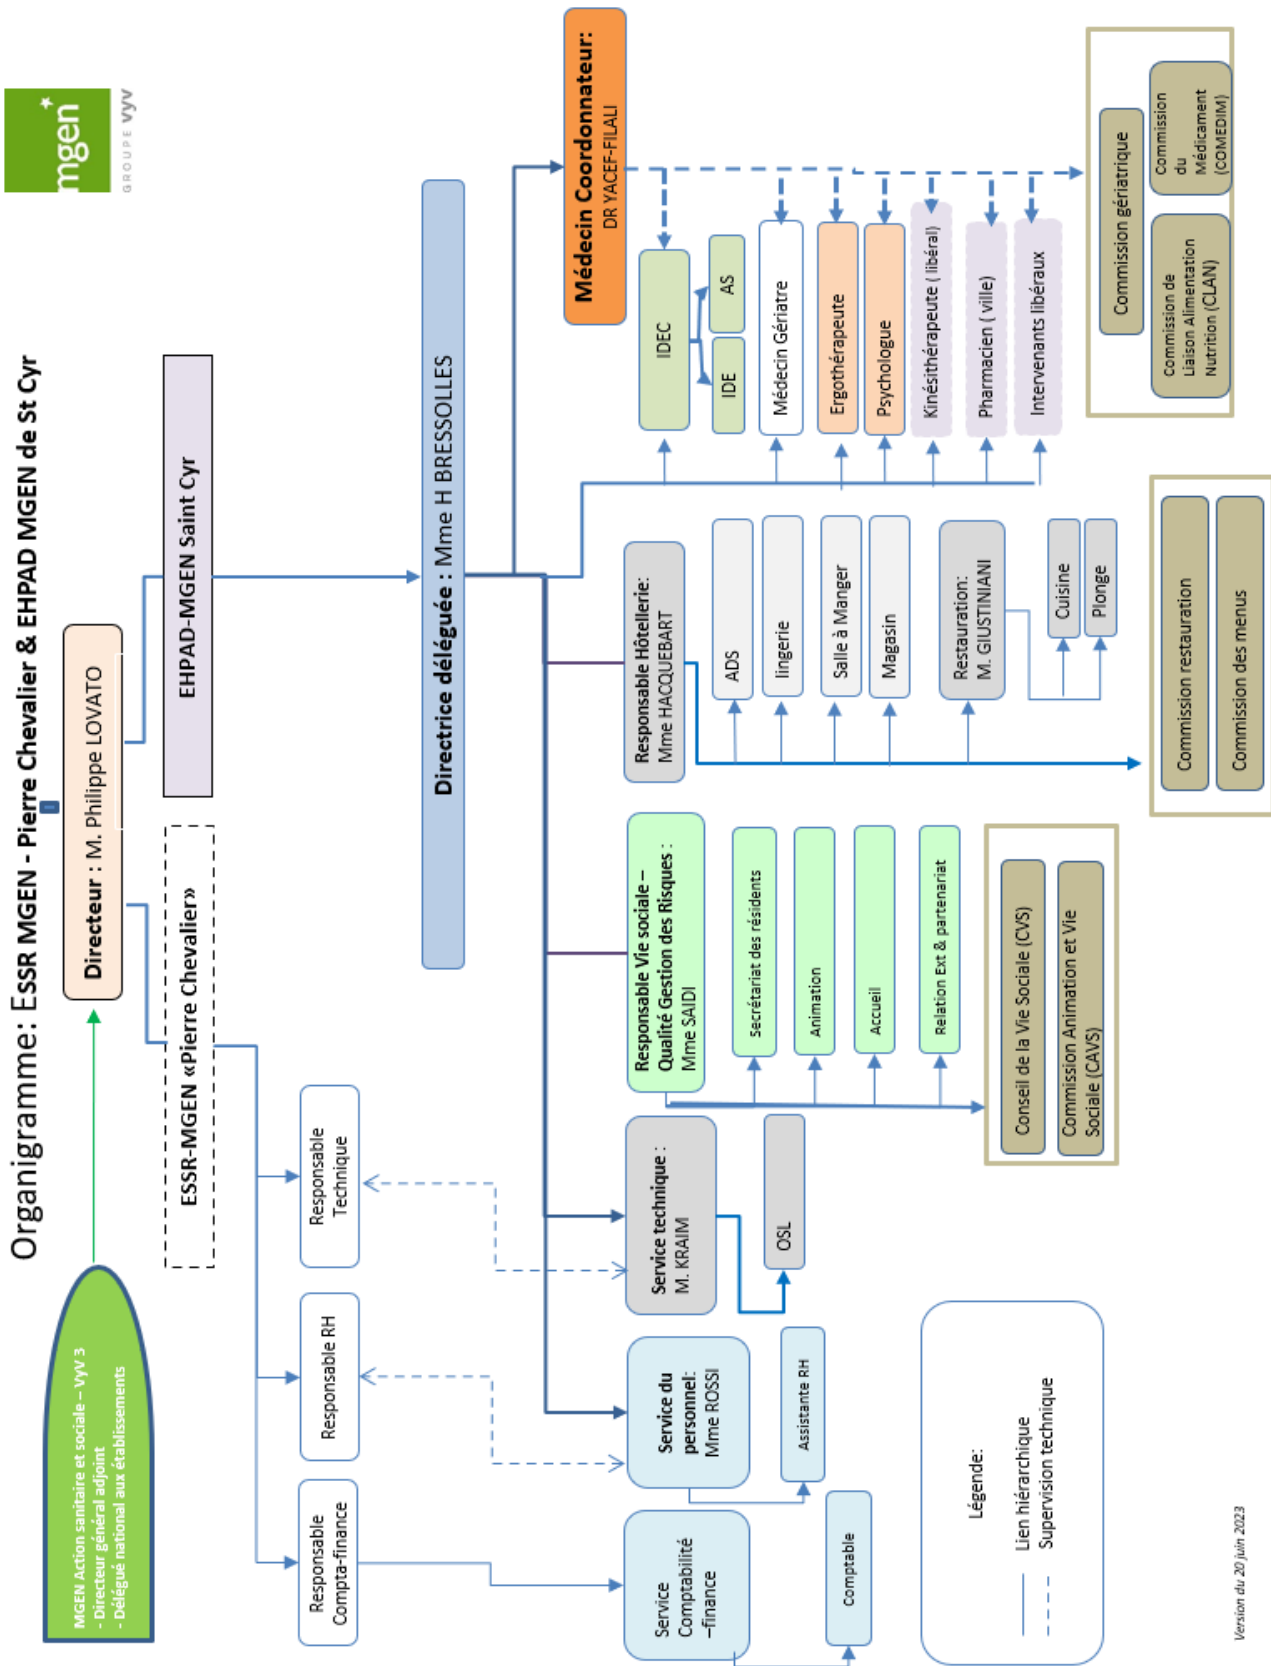 Organigramme: ESSR MGEN - Pierre Chevalier & EHPAD MGEN de St Cyr
mgen*
GROUPE vyv
MGEN Action sanitaire et sociale – VYV 3
- Directeur général adjoint
- Délégué national aux établissements
Directeur : M. Philippe LOVATO
ESSR-MGEN «Pierre Chevalier»
EHPAD-MGEN Saint Cyr
Responsable
Compta-finance
Responsable RH
Responsable
Technique
Directrice déléguée : Mme H BRESSOLLES
Service
Comptabilité
–finance
Comptable
Service du
personnel:
Mme ROSSI
Assistante RH
Service technique :
M. KRAIM
OSL
Responsable Vie sociale –
Qualité Gestion des Risques :
Mme SAIDI
Secrétariat des résidents
Animation
Accueil
Relation Ext & partenariat
Conseil de la Vie Sociale (CVS)
Commission Animation et Vie
Sociale (CAVS)
Responsable Hôtellerie:
Mme HACQUEBART
ADS
lingerie
Salle à Manger
Magasin
Restauration:
M. GIUSTINIANI
Cuisine
Plonge
Commission restauration
Commission des menus
Médecin Coordonnateur:
DR YACEF-FILALI
IDEC
IDE
AS
Médecin Gériatre
Ergothérapeute
Psychologue
Kinésithérapeute ( libéral)
Pharmacien ( ville)
Intervenants libéraux
Commission gériatrique
Commission de
Liaison Alimentation
Nutrition (CLAN)
Commission
du
Médicament
(COMEDIM)
Légende:
Lien hiérarchique
Supervision technique
Version du 20 juin 2023